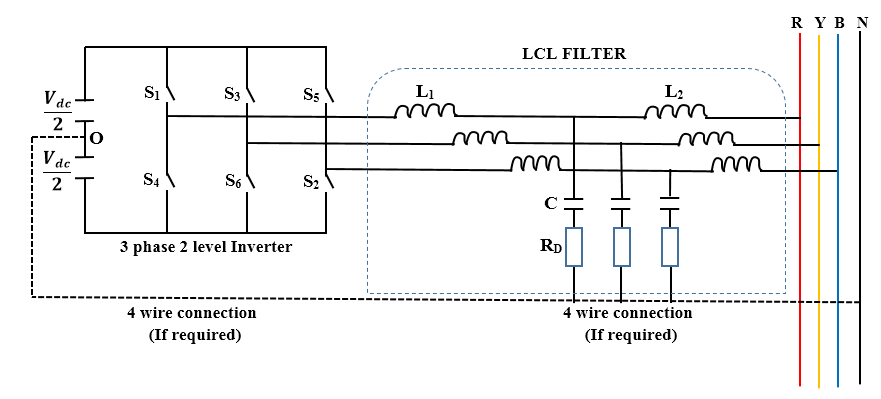 R Y B N
LCL FILTER
L1
L2
S1
S3
S5
Vdc
2
O
Vdc
2
S4
S6
S2
C
RD
3 phase 2 level Inverter
4 wire connection
(If required)
4 wire connection
(If required)